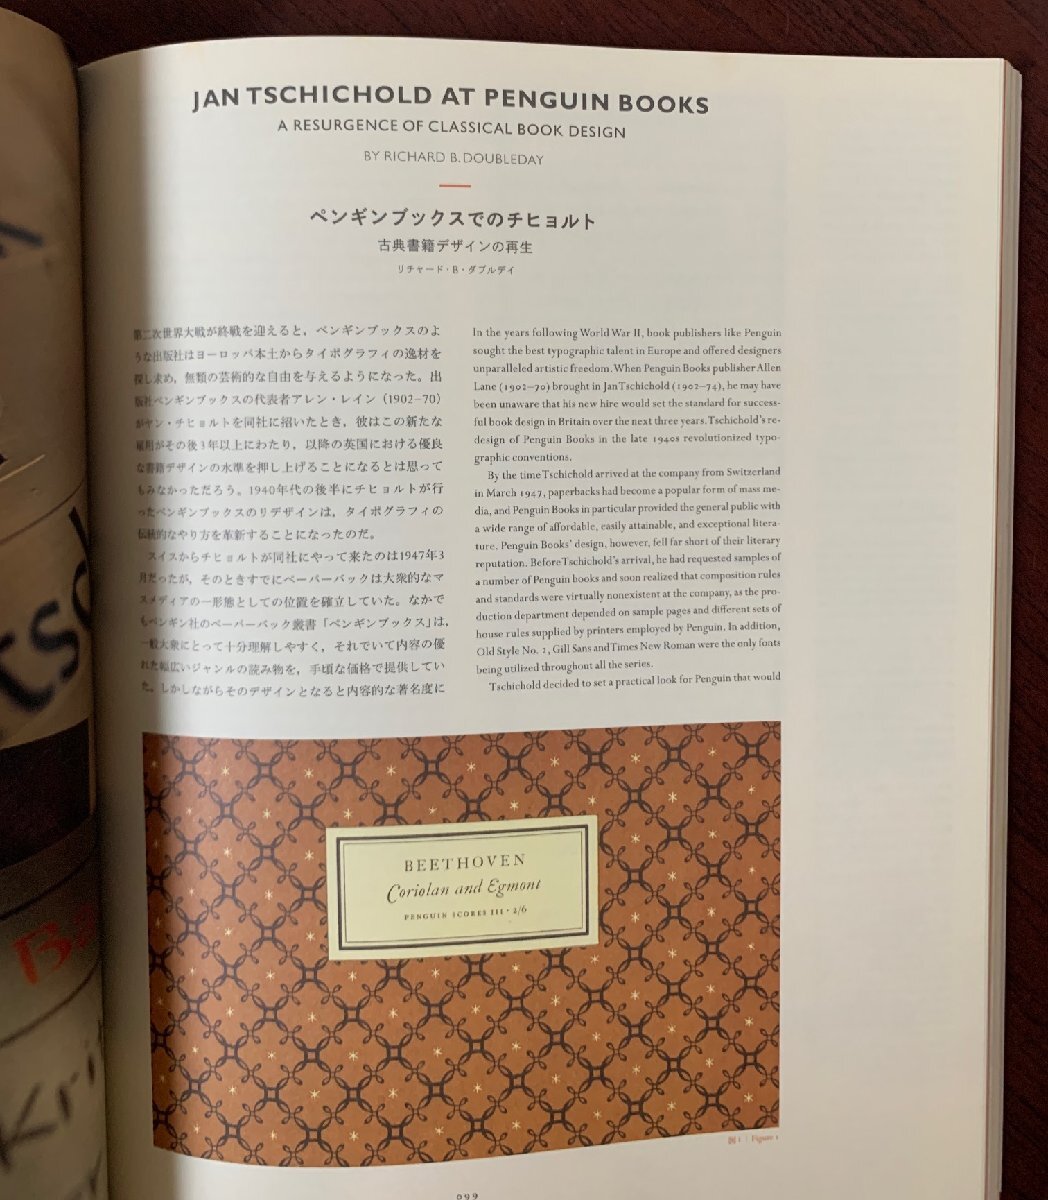 JAN TSCHICHOLD AT PENGUIN BOOKS
A RESURGENCE OF CLASSICAL BOOK DESIGN
BY RICHARD B. DOUBLEDAY
ペンギンブックスでのチヒョルト
古典書籍デザインの再生
リチャード・B・ダブルデイ
第二次世界大戦が終戦を迎えると，ペンギンブックスのよ
うな出版社はヨーロッパ本土からタイポグラフィの逸材を
探し求め，無類の芸術的な自由を与えるようになった。出
版社ペンギンブックスの代表者アレン・レイン（1902–70）
がヤン・チヒョルトを同社に招いたとき，彼はこの新たな
雇用がその後3年以上にわたり，以降の英国における優良
な書籍デザインの水準を押し上げることになるとは思って
もみなかっただろう。1940年代の後半にチヒョルトが行
ったペンギンブックスのリデザインは，タイポグラフィの
伝統的なやり方を革新することになったのだ。
スイスからチヒョルトが同社にやって来たのは1947年3
月だったが，そのときすでにペーパーバックは大衆的なマ
スメディアの一形態としての位置を確立していた。なかで
もペンギン社のペーパーバック叢書「ペンギンブックス」は，
一般大衆にとって十分理解しやすく，それでいて内容の優
れた幅広いジャンルの読み物を，手頃な価格で提供してい
た。しかしながらそのデザインとなると内容的な著名度に
In the years following World War II, book publishers like Penguin
sought the best typographic talent in Europe and offered designers
unparalleled artistic freedom. When Penguin Books publisher Allen
Lane (1902–70) brought in Jan Tschichold (1902–74), he may have
been unaware that his new hire would set the standard for success-
ful book design in Britain over the next three years. Tschichold's re-
design of Penguin Books in the late 1940s revolutionized typo-
graphic conventions.
By the time Tschichold arrived at the company from Switzerland
in March 1947, paperbacks had become a popular form of mass me-
dia, and Penguin Books in particular provided the general public with
a wide range of affordable, easily attainable, and exceptional litera-
ture. Penguin Books' design, however, fell far short of their literary
reputation. Before Tschichold's arrival, he had requested samples of
a number of Penguin books and soon realized that composition rules
and standards were virtually nonexistent at the company, as the pro-
duction department depended on sample pages and different sets of
house rules supplied by printers employed by Penguin. In addition,
Old Style No. 1, Gill Sans and Times New Roman were the only fonts
being utilized throughout all the series.
Tschichold decided to set a practical look for Penguin that would
BEETHOVEN
Coriolan and Egmont
PENGUIN SCORES III · 2/6
図 1 | Figure 1
099